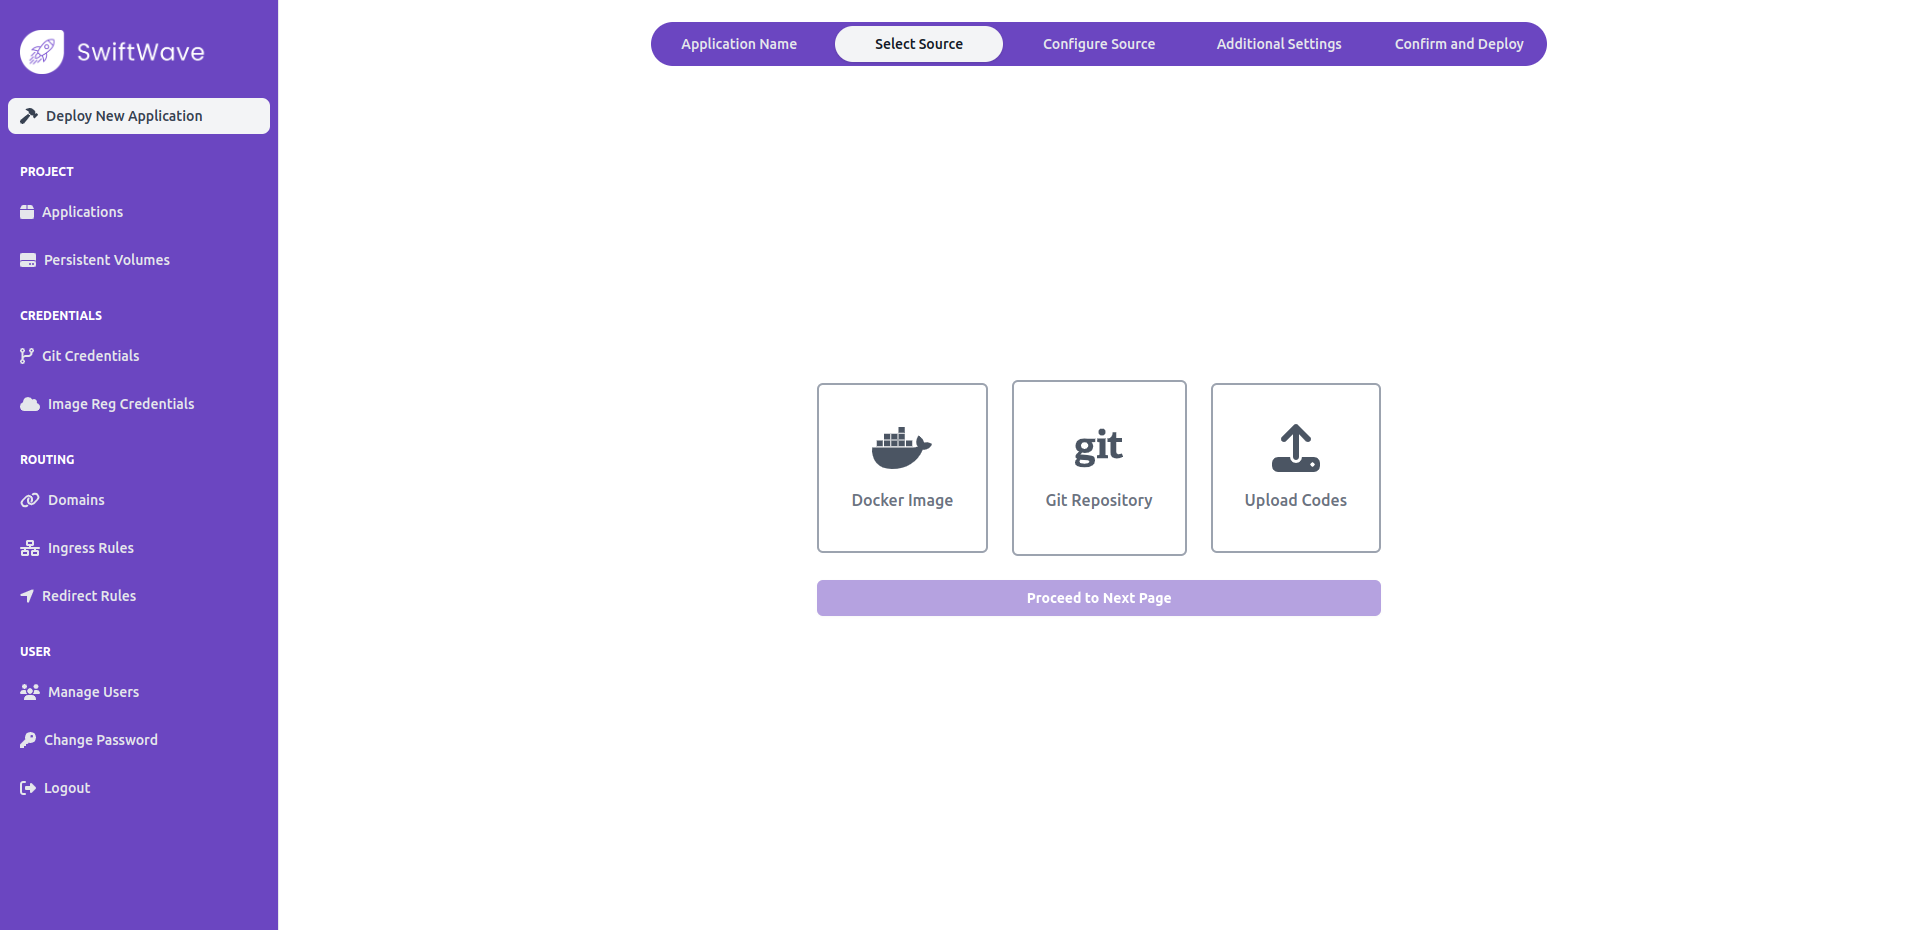 SwiftWave
Deploy New Application
PROJECT
Applications
Persistent Volumes
CREDENTIALS
Git Credentials
Image Reg Credentials
ROUTING
Domains
Ingress Rules
Redirect Rules
USER
Manage Users
Change Password
Logout
Application Name
Select Source
Configure Source
Additional Settings
Confirm and Deploy
Docker Image
git
Git Repository
Upload Codes
Proceed to Next Page